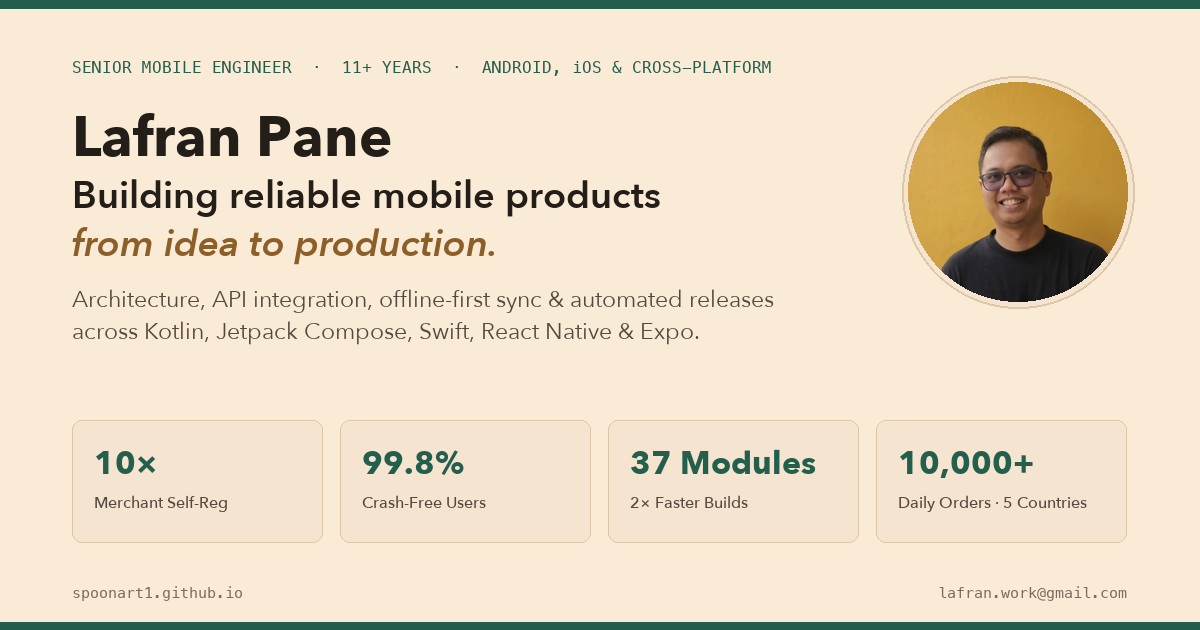 SENIOR MOBILE ENGINEER · 11+ YEARS · ANDROID, iOS & CROSS–PLATFORM
Lafran Pane
Building reliable mobile products
from idea to production.
Architecture, API integration, offline-first sync & automated releases
across Kotlin, Jetpack Compose, Swift, React Native & Expo.
10×
Merchant Self-Reg
99.8%
Crash-Free Users
37 Modules
2× Faster Builds
10,000+
Daily Orders · 5 Countries
spoonart1.github.io
lafran.work@gmail.com